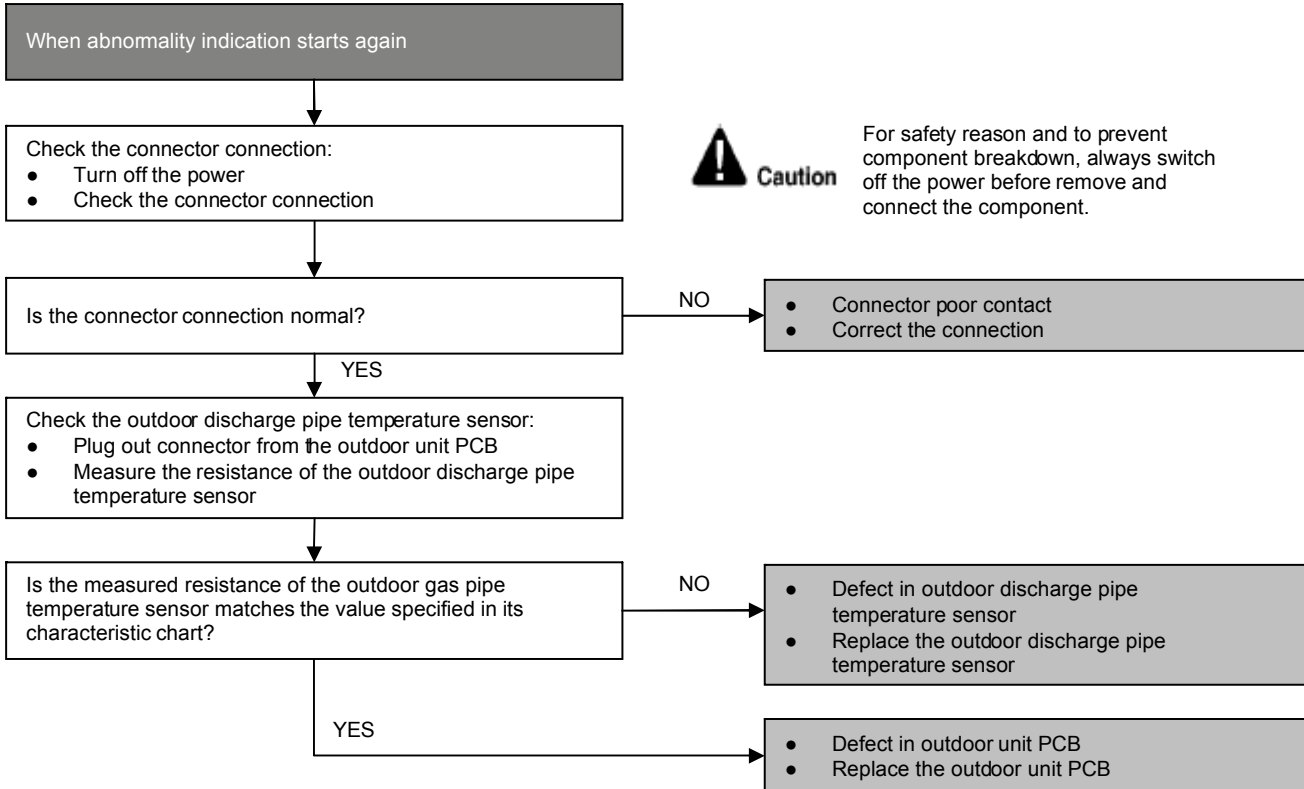 When abnormality indication starts again
Check the connector connection:
● Turn off the power
● Check the connector connection
Caution
For safety reason and to prevent
component breakdown, always switch
off the power before remove and
connect the component.
Is the connector connection normal?
NO
● Connector poor contact
● Correct the connection
YES
Check the outdoor discharge pipe temperature sensor:
● Plug out connector from the outdoor unit PCB
● Measure the resistance of the outdoor discharge pipe
temperature sensor
Is the measured resistance of the outdoor gas pipe
temperature sensor matches the value specified in its
characteristic chart?
NO
● Defect in outdoor discharge pipe
temperature sensor
● Replace the outdoor discharge pipe
temperature sensor
YES
● Defect in outdoor unit PCB
● Replace the outdoor unit PCB